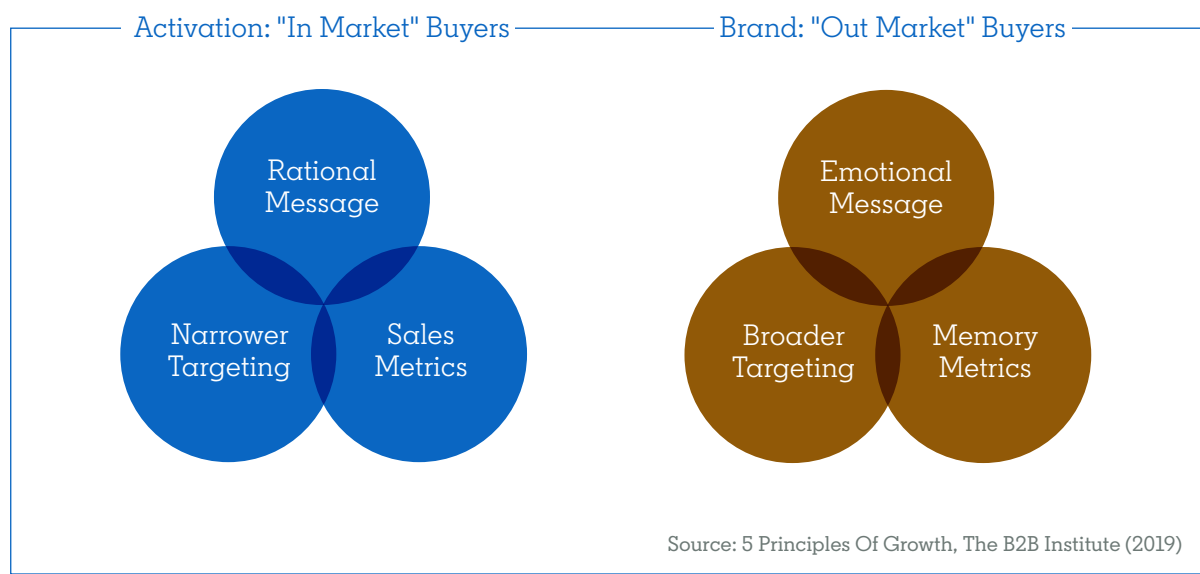 Activation: "In Market" Buyers
Brand: "Out Market" Buyers
Rational
Message
Narrower
Targeting
Sales
Metrics
Emotional
Message
Broader
Targeting
Memory
Metrics
Source: 5 Principles Of Growth, The B2B Institute (2019)